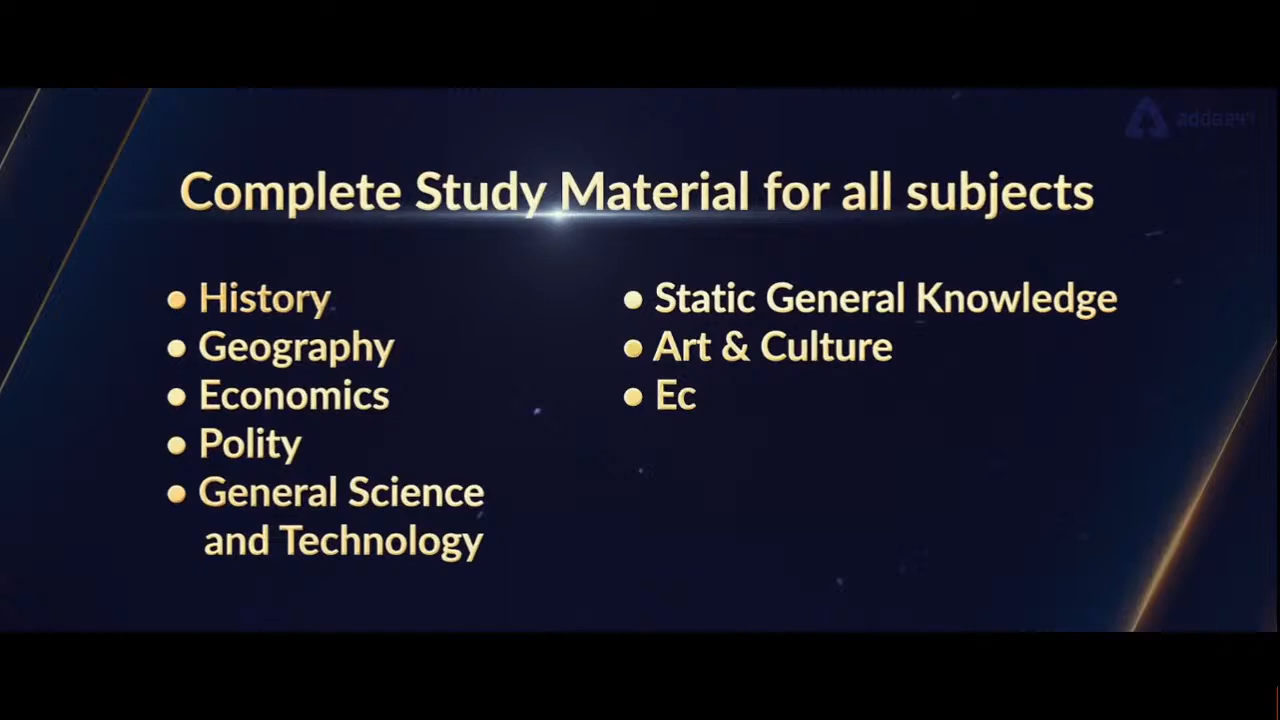 adda247
Complete Study Material for all subjects
• History
• Geography
• Economics
• Polity
• General Science
and Technology
• Static General Knowledge
• Art & Culture
• Ec